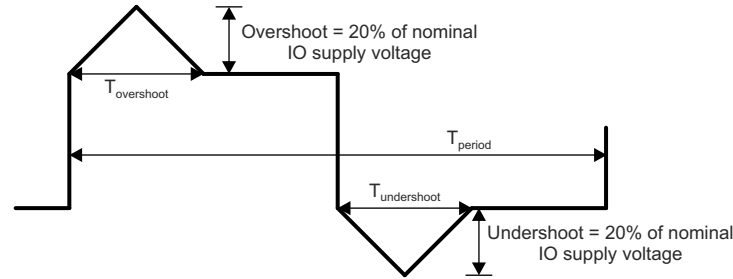 Overshoot = 20% of nominal
IO supply voltage
Tovershoot
Tperiod
Tundershoot
Undershoot = 20% of nominal
IO supply voltage